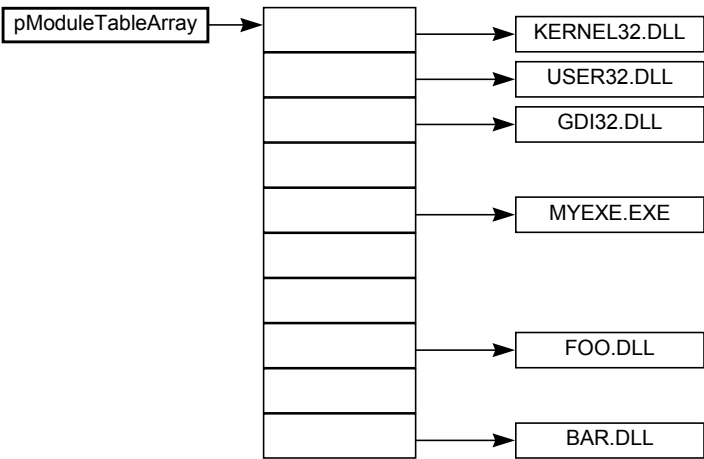 pModuleTableArray
KERNEL32.DLL
USER32.DLL
GDI32.DLL
MYEXE.EXE
FOO.DLL
BAR.DLL